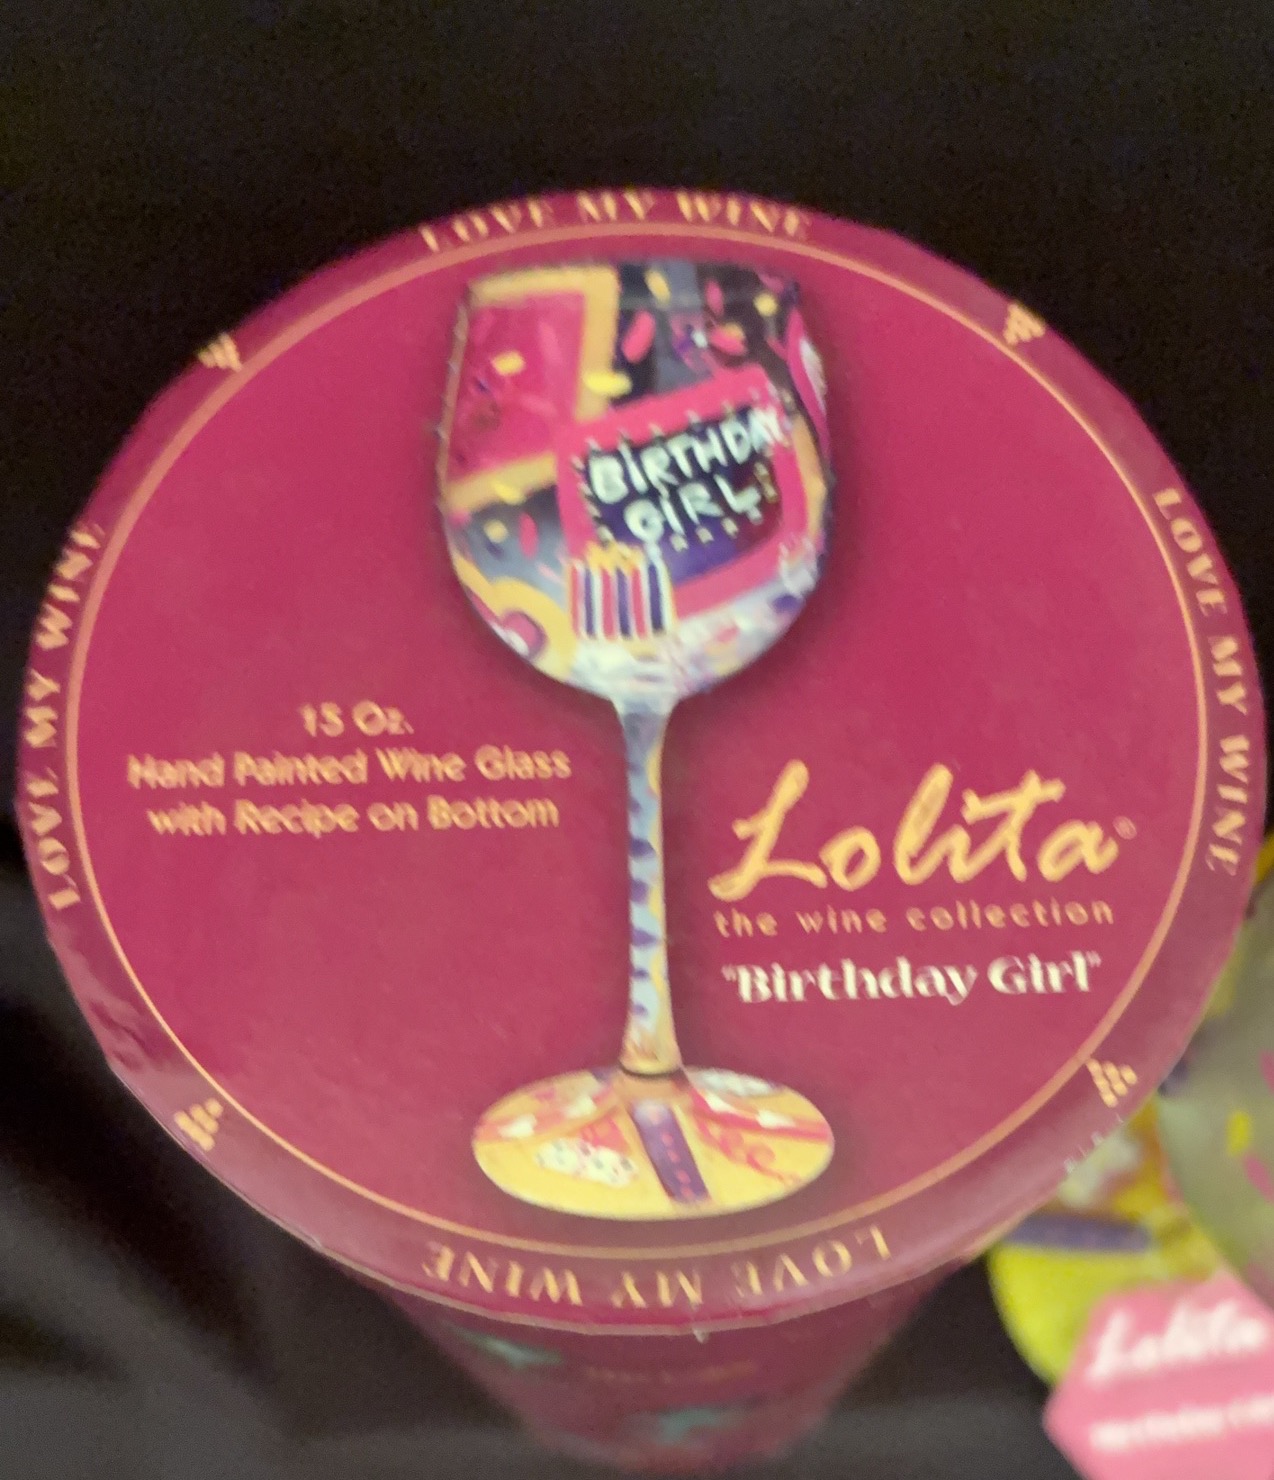 LOVE MY WINE
BIRTHDAY
GIRL
LOVE MY WINE
LOVE MY WINE
15 Oz.
Hand Painted Wine Glass
with Recipe on Bottom
Lolita®
the wine collection
"Birthday Girl"
LOVE MY WINE
Lolita